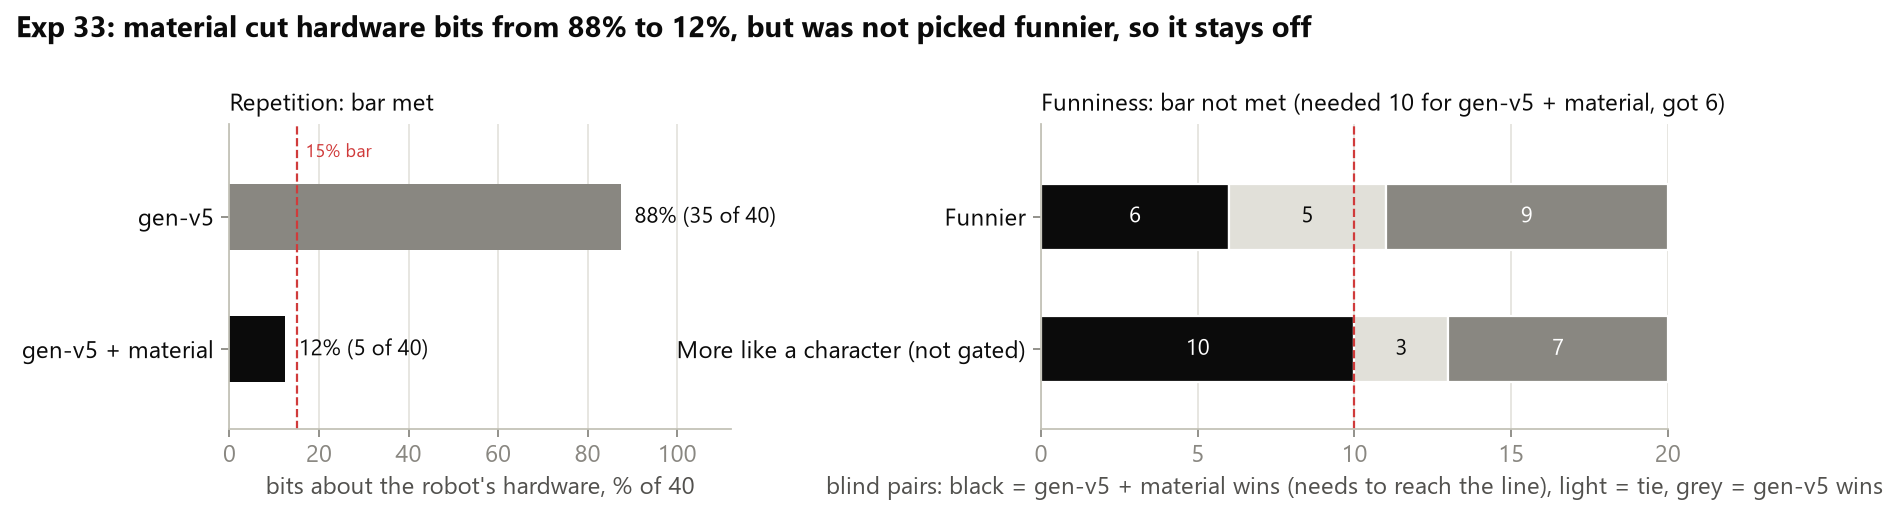 Exp 33: material cut hardware bits from 88% to 12%, but was not picked funnier, so it stays off
Repetition: bar met
15% bar
gen-v5
88% (35 of 40)
gen-v5 + material
12% (5 of 40)
0 20 40 60 80 100
bits about the robot's hardware, % of 40
Funniness: bar not met (needed 10 for gen-v5 + material, got 6)
Funnier
6 5 9
More like a character (not gated)
10 3 7
0 5 10 15 20
blind pairs: black = gen-v5 + material wins (needs to reach the line), light = tie, grey = gen-v5 wins